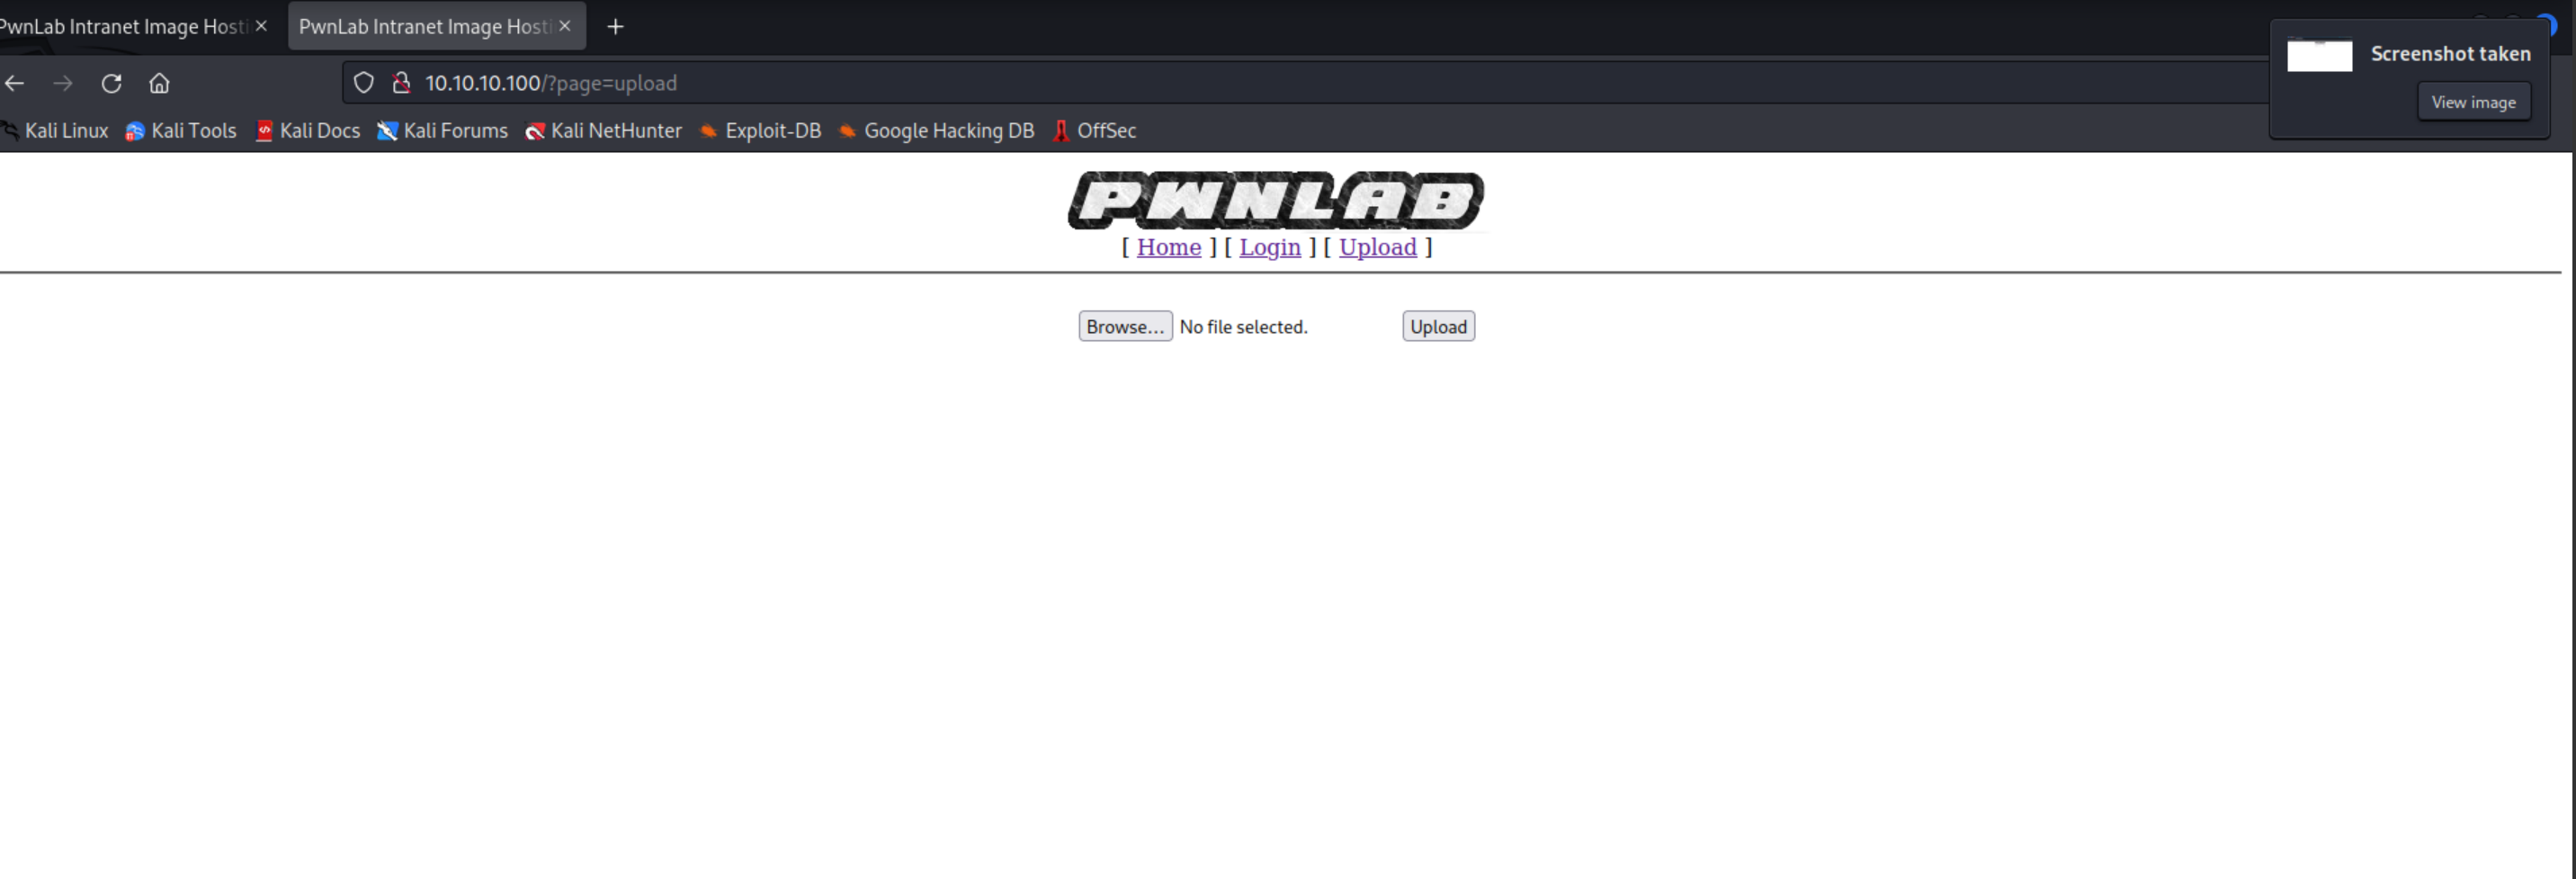 PwnLab Intranet Image Hosti
PwnLab Intranet Image Hosti
Screenshot taken
View image
10.10.10.100/?page=upload
Kali Linux Kali Tools Kali Docs Kali Forums Kali NetHunter Exploit-DB Google Hacking DB OffSec
PWNLAB
[ Home ] [ Login ] [ Upload ]
Browse... No file selected. Upload